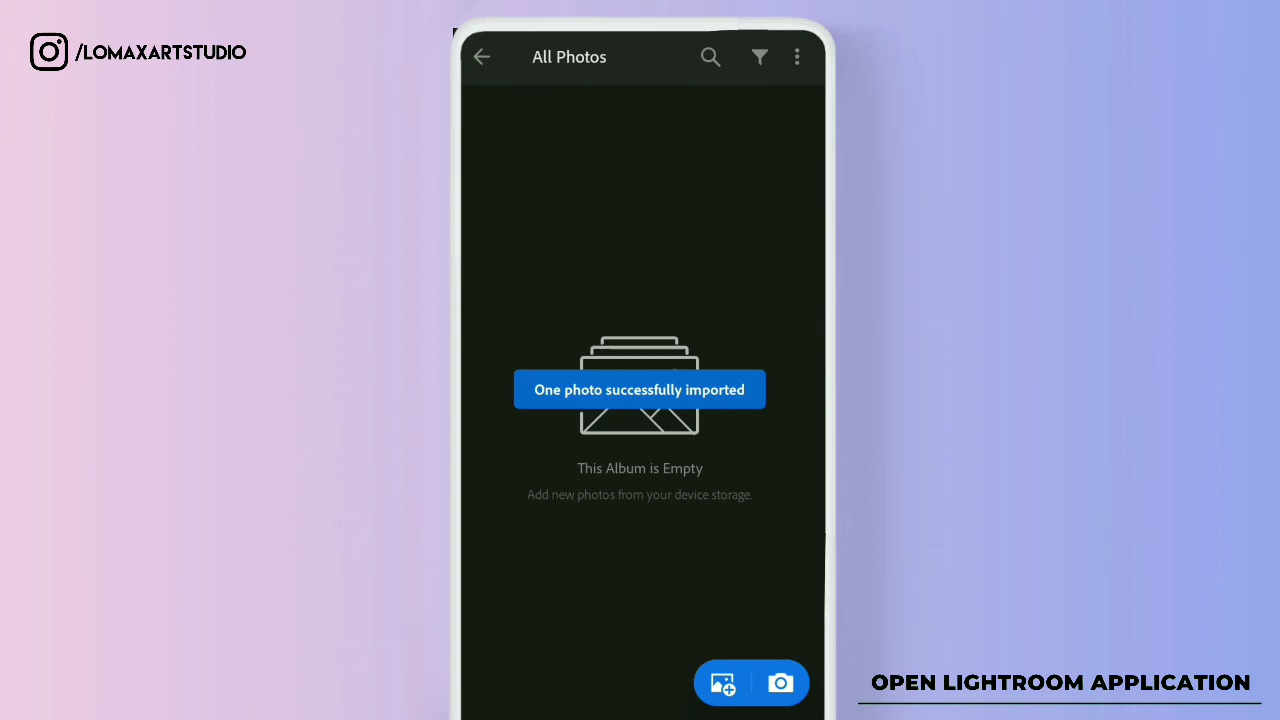 /LOMAXARTSTUDIO
All Photos
One photo successfully imported
This Album is Empty
Add new photos from your device storage.
OPEN LIGHTROOM APPLICATION